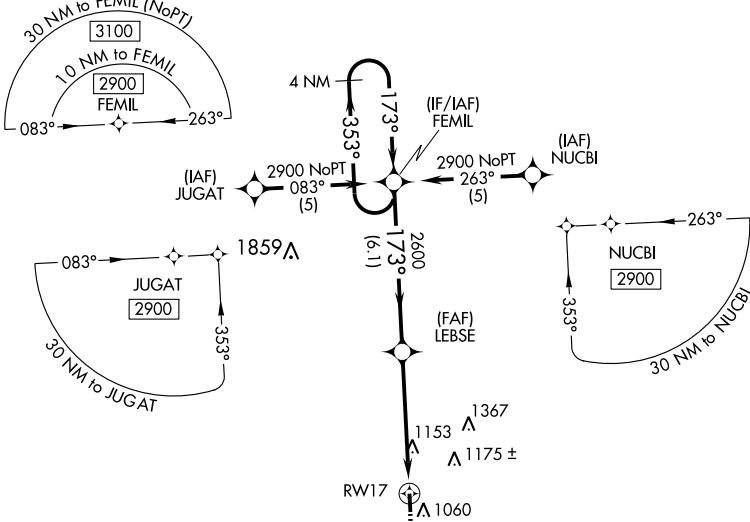 30 NM to FEMIL (NoPT)
3100
10 NM to FEMIL
2900
FEMIL
083°
263°
4 NM
353°
173°
(IF/IAF)
FEMIL
(IAF)
JUGAT
2900 NoPT
083°
(5)
2900 NoPT
263°
(5)
(IAF)
NUCBI
2600
173°
(6.1)
083°
1859
JUGAT
2900
353°
30 NM to JUGAT
263°
NUCBI
2900
353°
30 NM to NUCBI
(FAF)
LEBSE
1367
1153
1175 ±
RW17
1060